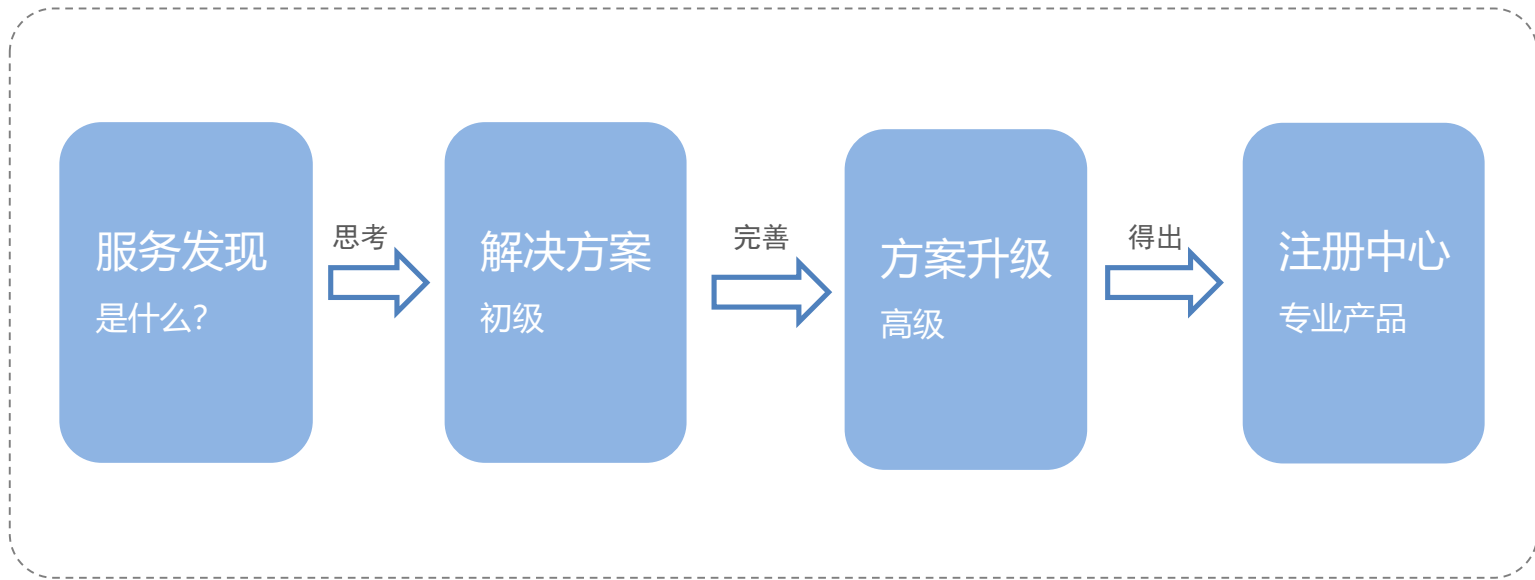 服务发现
是什么？
思考
解决方案
初级
完善
方案升级
高级
得出
注册中心
专业产品